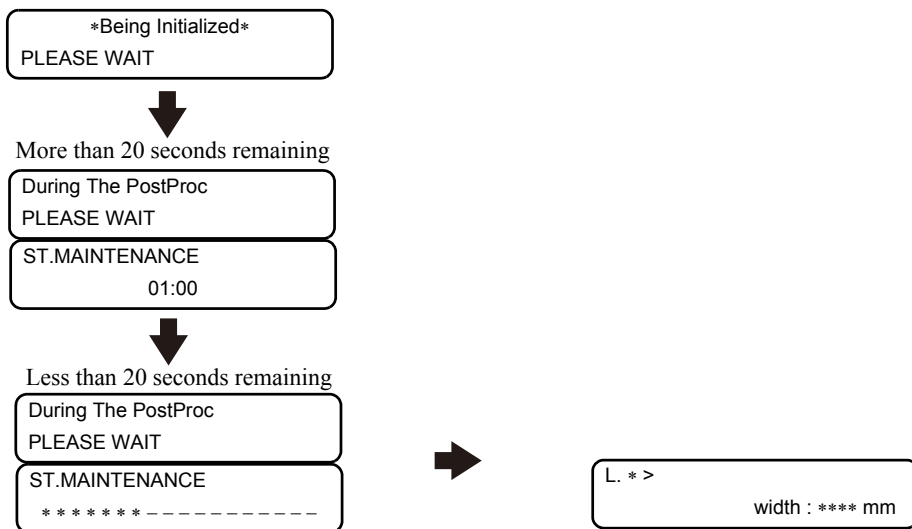 ∗Being Initialized∗
PLEASE WAIT
More than 20 seconds remaining
During The PostProc
PLEASE WAIT
ST.MAINTENANCE
01:00
Less than 20 seconds remaining
During The PostProc
PLEASE WAIT
ST.MAINTENANCE
∗∗∗∗∗∗∗−−−−−−−−−−−
L. ∗ >
width : ∗∗∗∗ mm